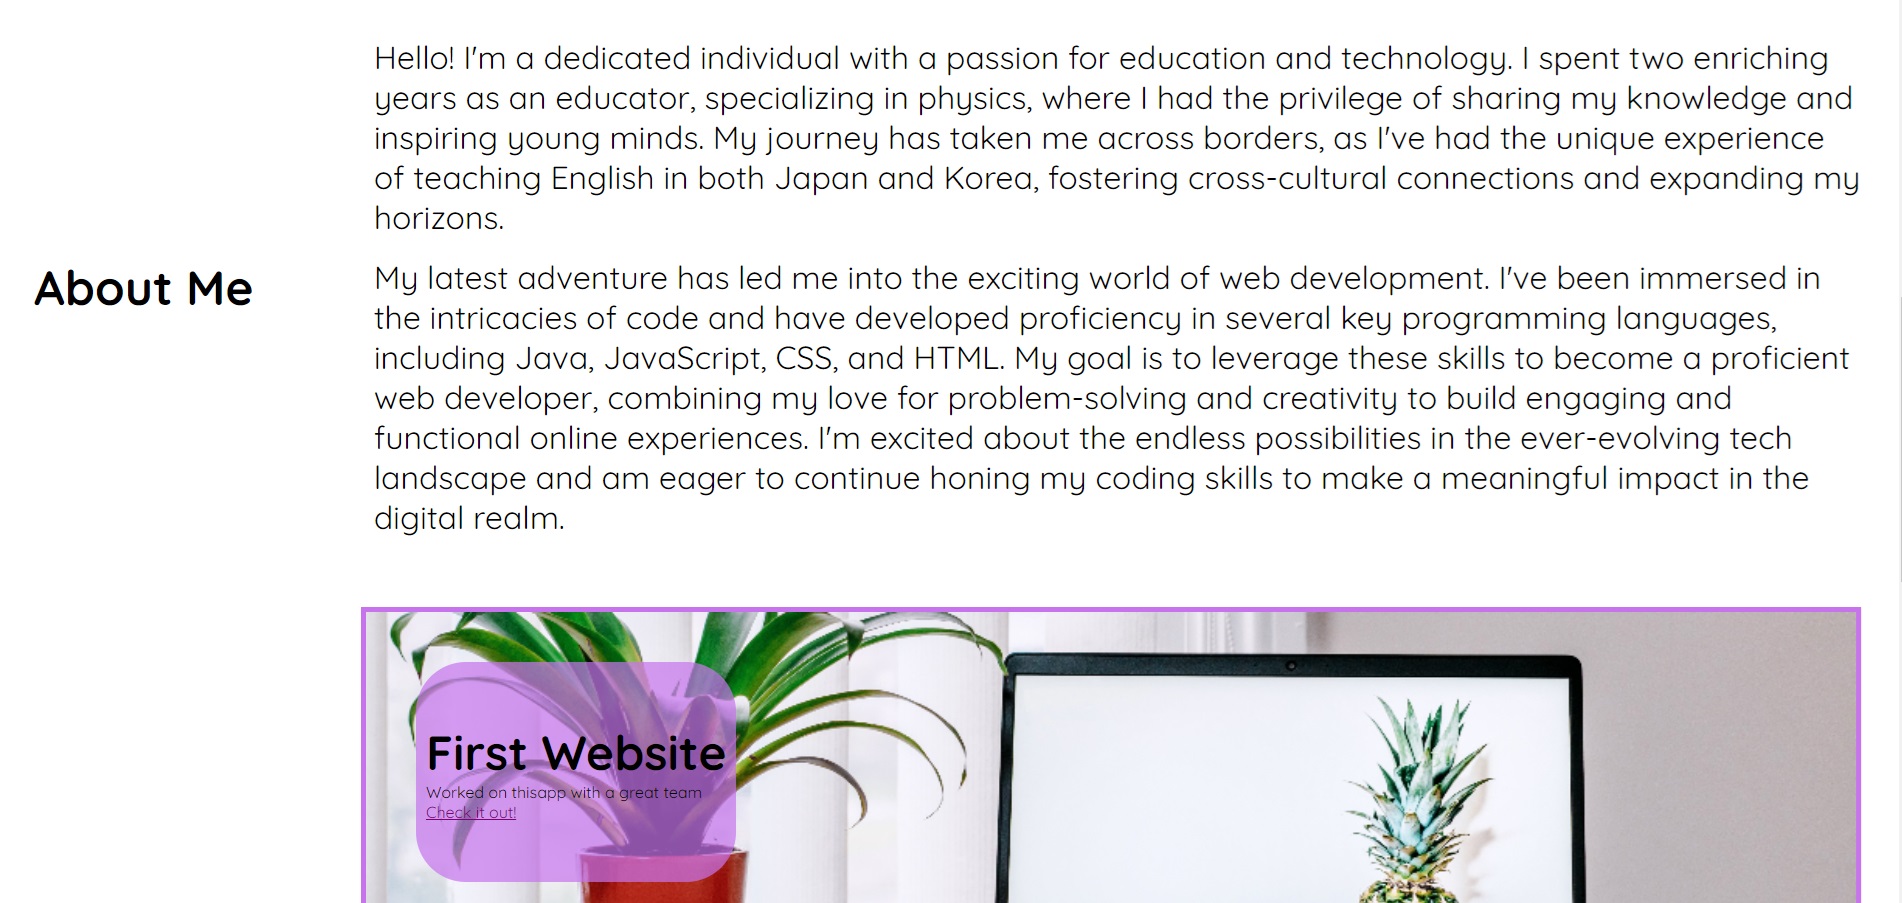 Hello! I'm a dedicated individual with a passion for education and technology. I spent two enriching
years as an educator, specializing in physics, where I had the privilege of sharing my knowledge and
inspiring young minds. My journey has taken me across borders, as I've had the unique experience
of teaching English in both Japan and Korea, fostering cross-cultural connections and expanding my
horizons.
About Me
My latest adventure has led me into the exciting world of web development. I've been immersed in
the intricacies of code and have developed proficiency in several key programming languages,
including Java, JavaScript, CSS, and HTML. My goal is to leverage these skills to become a proficient
web developer, combining my love for problem-solving and creativity to build engaging and
functional online experiences. I'm excited about the endless possibilities in the ever-evolving tech
landscape and am eager to continue honing my coding skills to make a meaningful impact in the
digital realm.
First Website
Worked on thisapp with a great team
Check it out!